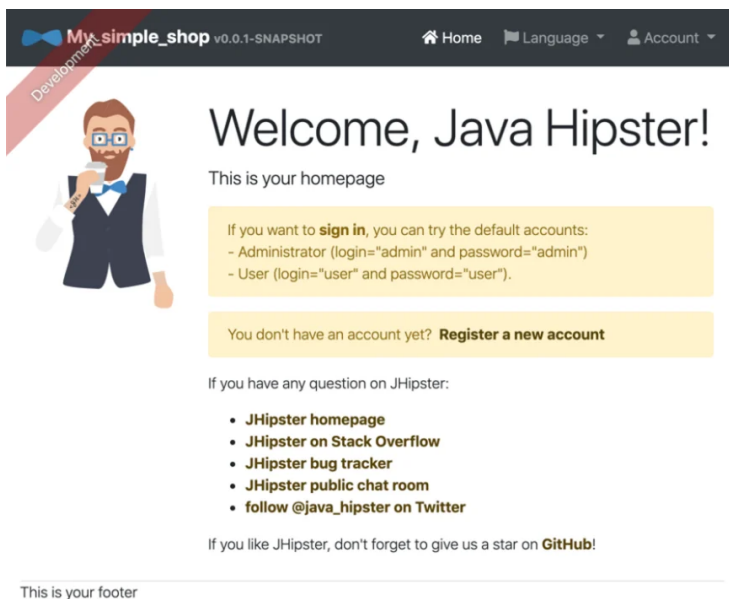 My_simple_shop v0.0.1-SNAPSHOT Home Language Account
Development
Welcome, Java Hipster!
This is your homepage
If you want to sign in, you can try the default accounts:
- Administrator (login="admin" and password="admin")
- User (login="user" and password="user").
You don't have an account yet? Register a new account
If you have any question on JHipster:
• JHipster homepage
• JHipster on Stack Overflow
• JHipster bug tracker
• JHipster public chat room
• follow @java_hipster on Twitter
If you like JHipster, don't forget to give us a star on GitHub!
This is your footer